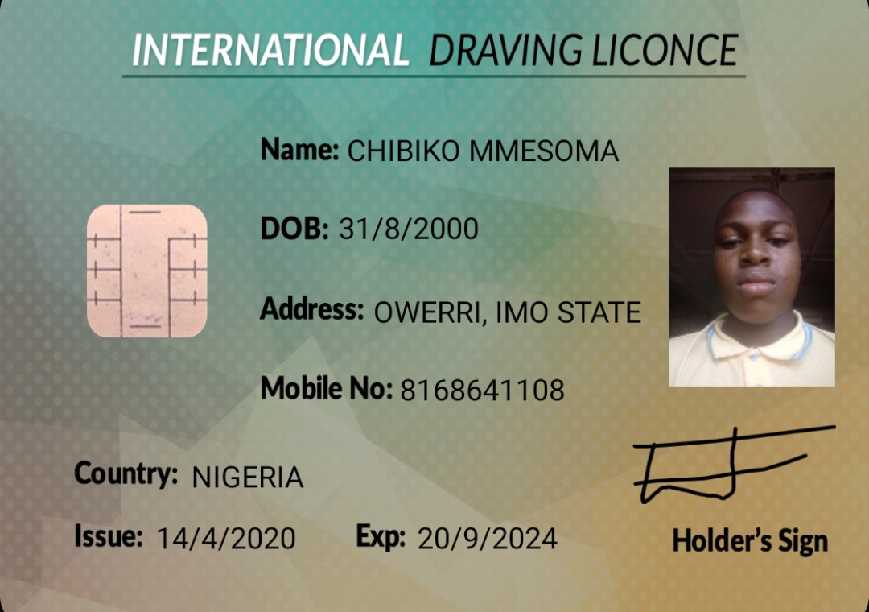 INTERNATIONAL DRAVING LICONCE
Name: CHIBIKO MMESOMA
DOB: 31/8/2000
Address: OWERRI, IMO STATE
Mobile No: 8168641108
Country: NIGERIA
Issue: 14/4/2020 Exp: 20/9/2024
Holder's Sign